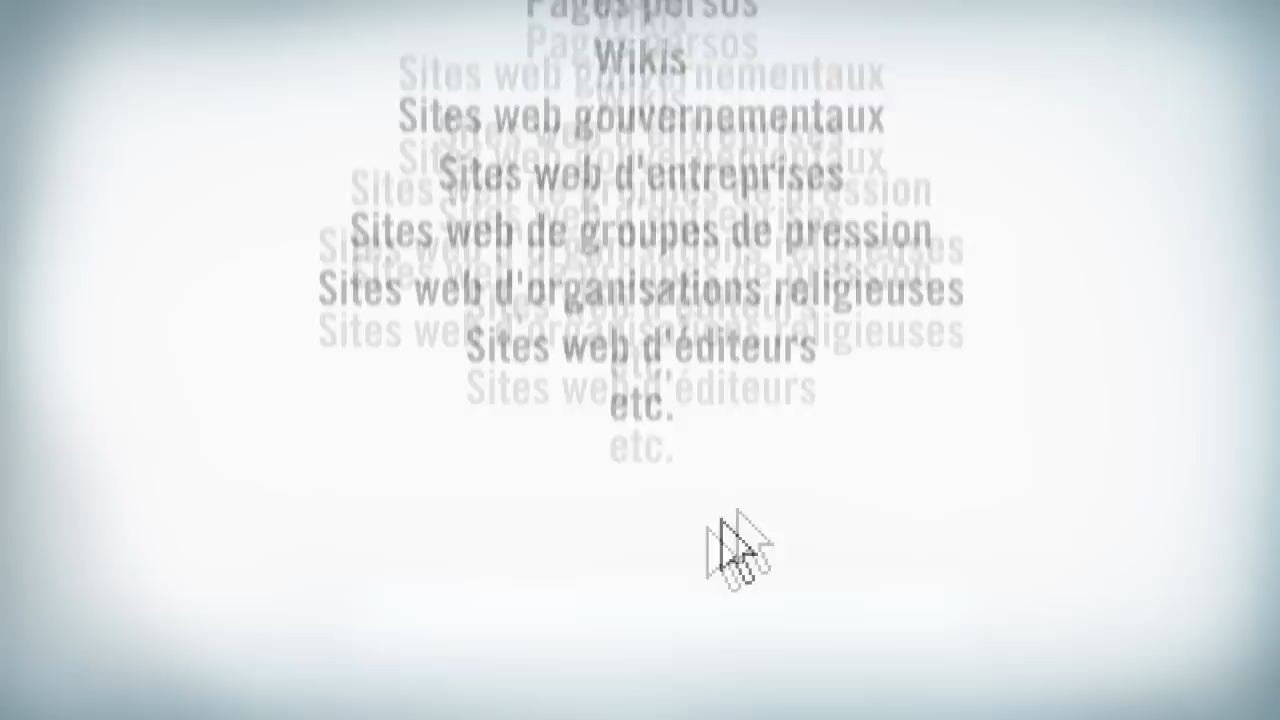 Pages persos
Wikis
Sites web gouvernementaux
Sites web d'entreprises
Sites web de groupes de pression
Sites web d'organisations religieuses
Sites web d'éditeurs
etc.